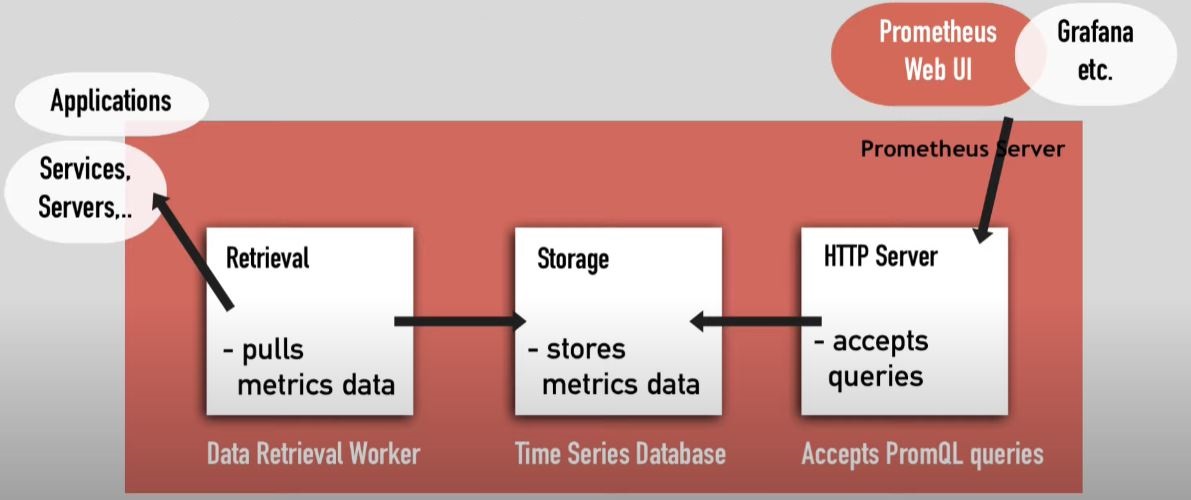 Prometheus
Web UI
Grafana
etc.
Applications
Services,
Servers,..
Prometheus Server
Retrieval
- pulls
metrics data
Data Retrieval Worker
Storage
- stores
metrics data
Time Series Database
HTTP Server
- accepts
queries
Accepts PromQL queries